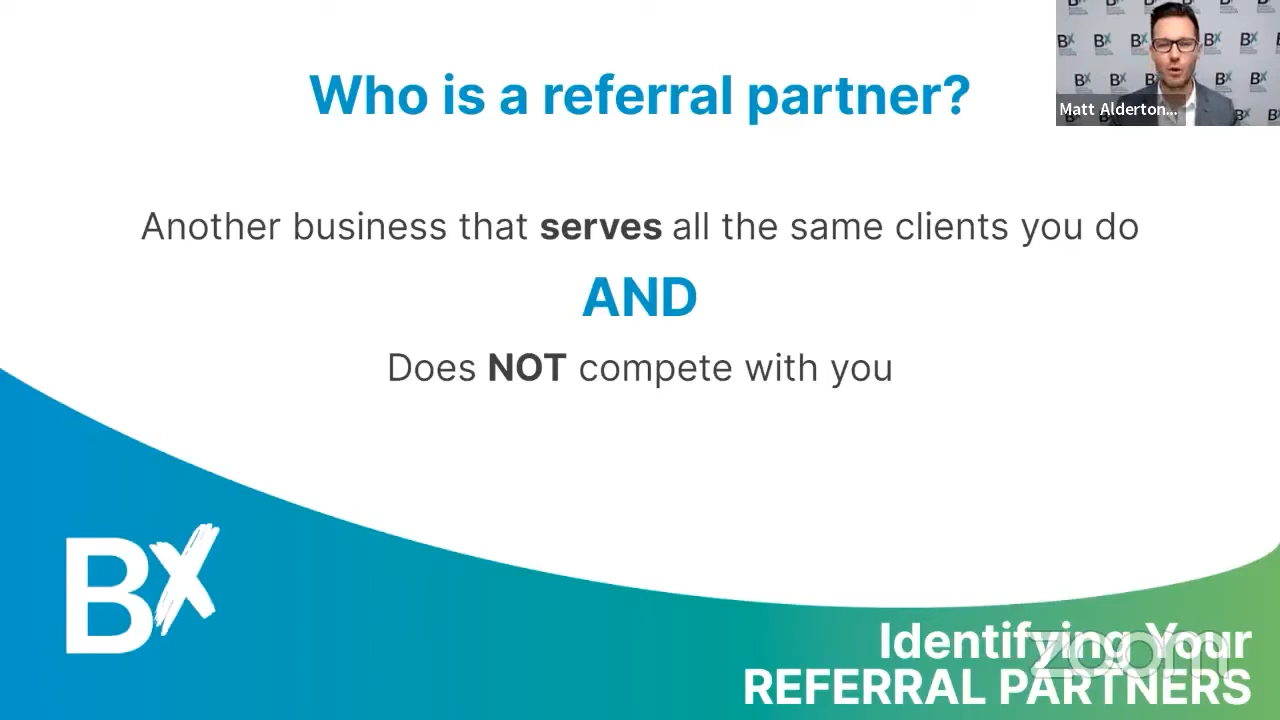 Who is a referral partner?
Matt Alderton...
Another business that serves all the same clients you do
AND
Does NOT compete with you
Bx
Identifying Your
REFERRAL PARTNERS
zoom